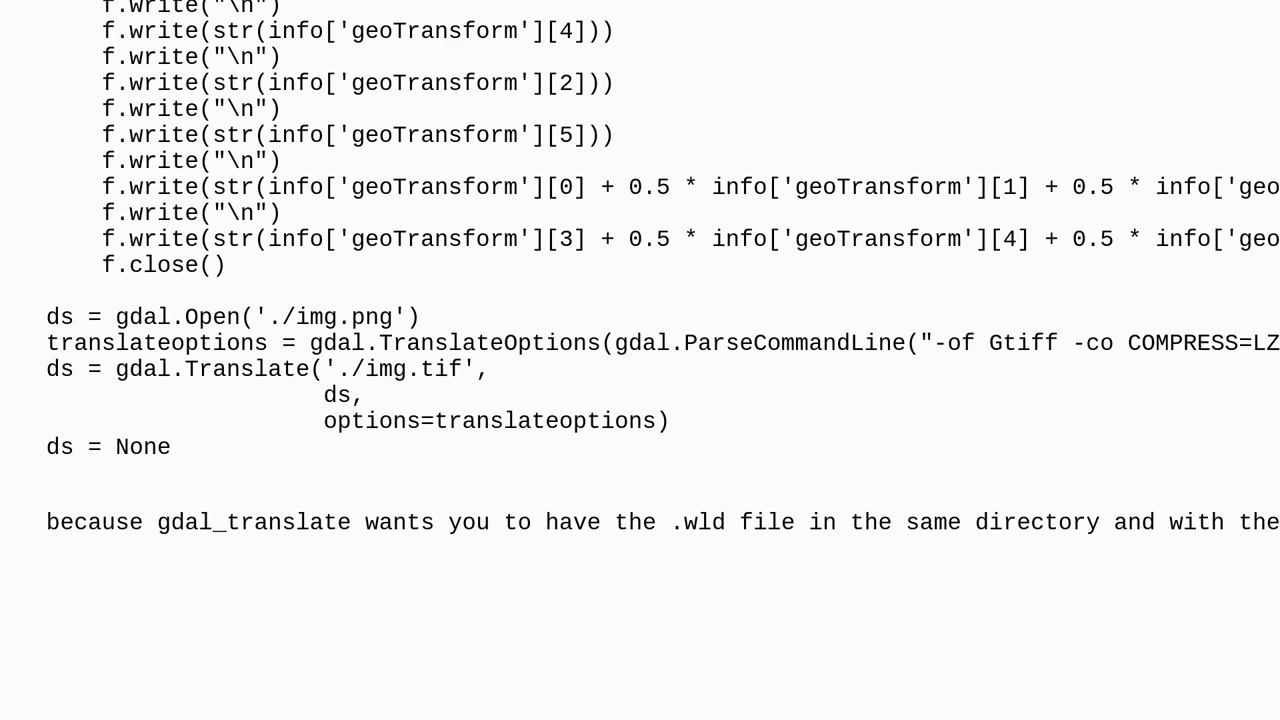 f.write("\n")
f.write(str(info['geoTransform'][4]))
f.write("\n")
f.write(str(info['geoTransform'][2]))
f.write("\n")
f.write(str(info['geoTransform'][5]))
f.write("\n")
f.write(str(info['geoTransform'][0] + 0.5 * info['geoTransform'][1] + 0.5 * info['geo
f.write("\n")
f.write(str(info['geoTransform'][3] + 0.5 * info['geoTransform'][4] + 0.5 * info['geo
f.close()
ds = gdal.Open('./img.png')
translateoptions = gdal.TranslateOptions(gdal.ParseCommandLine("-of Gtiff -co COMPRESS=LZ
ds = gdal.Translate('./img.tif',
ds,
options=translateoptions)
ds = None
because gdal_translate wants you to have the .wld file in the same directory and with the